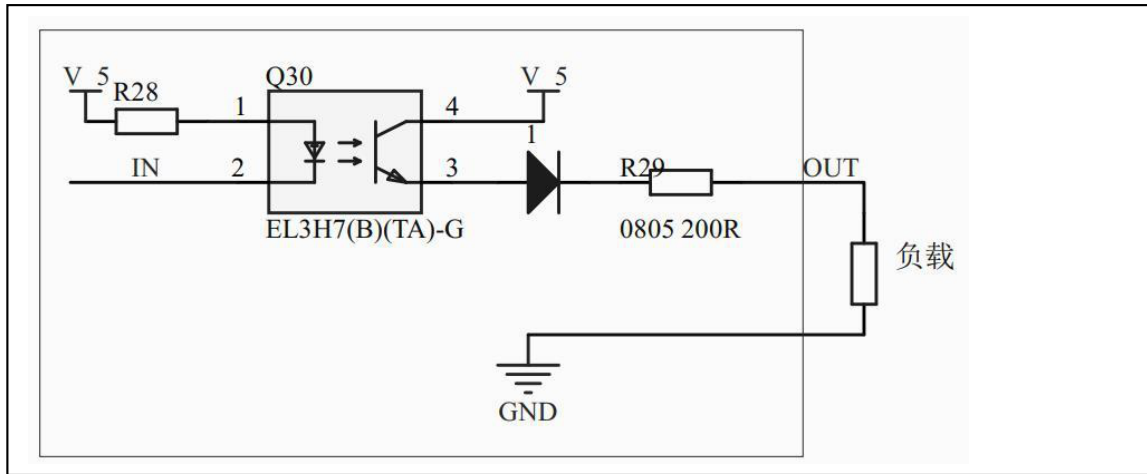 V_5
R28
Q30
V_5
1
4
1
IN
2
3
R29
OUT
EL3H7(B)(TA)-G
0805 200R
负载
GND